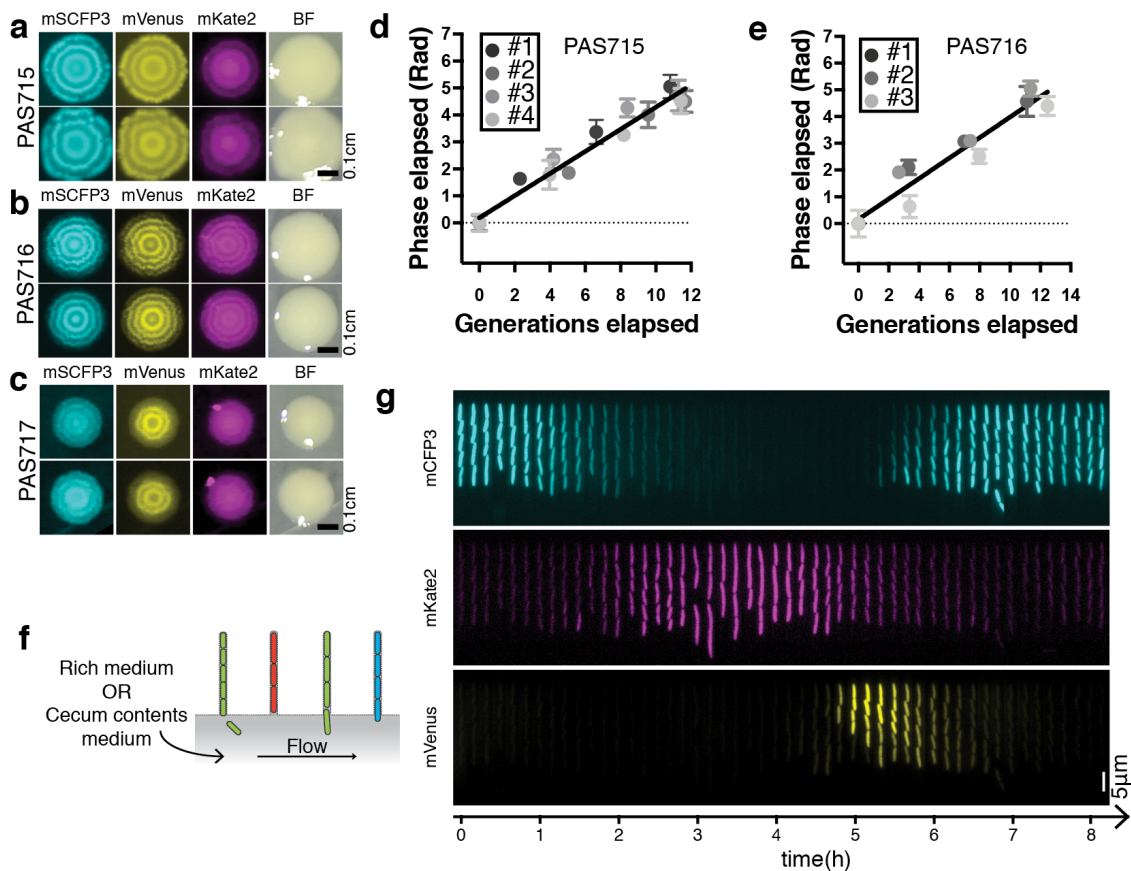 a
mSCFP3 mVenus mKate2 BF
PAS715
0.1cm
b
mSCFP3 mVenus mKate2 BF
PAS716
0.1cm
c
mSCFP3 mVenus mKate2 BF
PAS717
0.1cm
d
PAS715
#1
#2
#3
#4
Phase elapsed (Rad)
7
6
5
4
3
2
1
0
0 2 4 6 8 10 12
Generations elapsed
e
PAS716
#1
#2
#3
Phase elapsed (Rad)
7
6
5
4
3
2
1
0
0 2 4 6 8 10 12 14
Generations elapsed
f
Rich medium
OR
Cecum contents
medium
Flow
g
mCFP3
mKate2
mVenus
5μm
0 1 2 3 4 5 6 7 8
time(h)